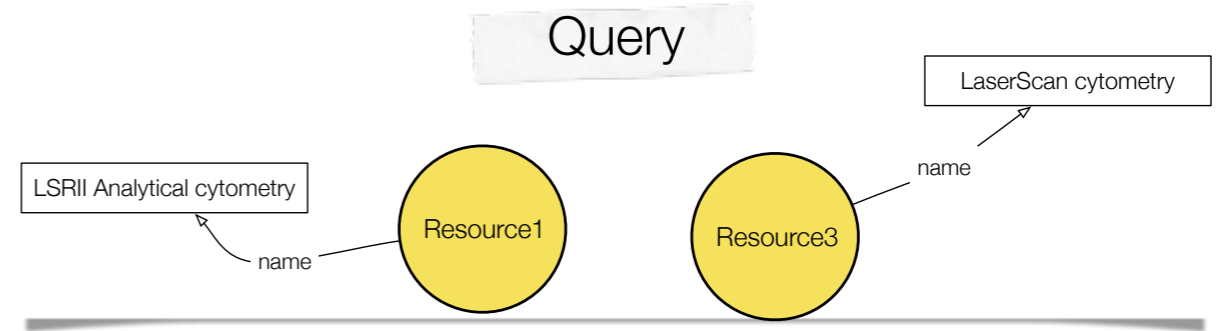 Query
LaserScan cytometry
name
LSRII Analytical cytometry
Resource1
Resource3
name